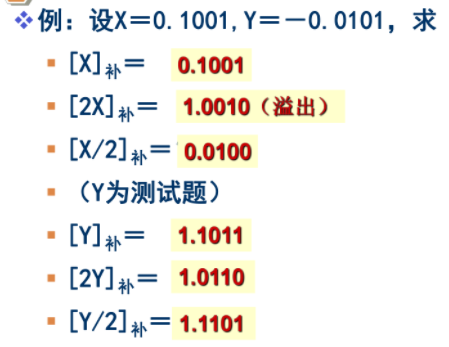 例：设X＝0.1001,Y＝－0.0101，求
[X]补＝ 0.1001
[2X]补＝ 1.0010（溢出）
[X/2]补＝ 0.0100
（Y为测试题）
[Y]补＝ 1.1011
[2Y]补＝ 1.0110
[Y/2]补＝ 1.1101